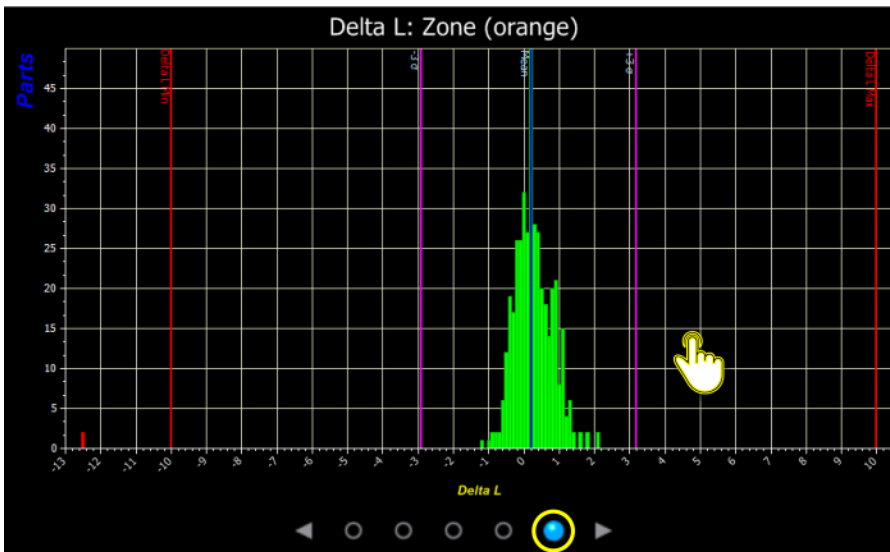 Delta L: Zone (orange)
Parts
Delta L Min
-3 σ
Mean
+3 σ
Delta L Max
45
40
35
30
25
20
15
10
5
0
-13 -12 -11 -10 -9 -8 -7 -6 -5 -4 -3 -2 -1 0 1 2 3 4 5 6 7 8 9 10
Delta L